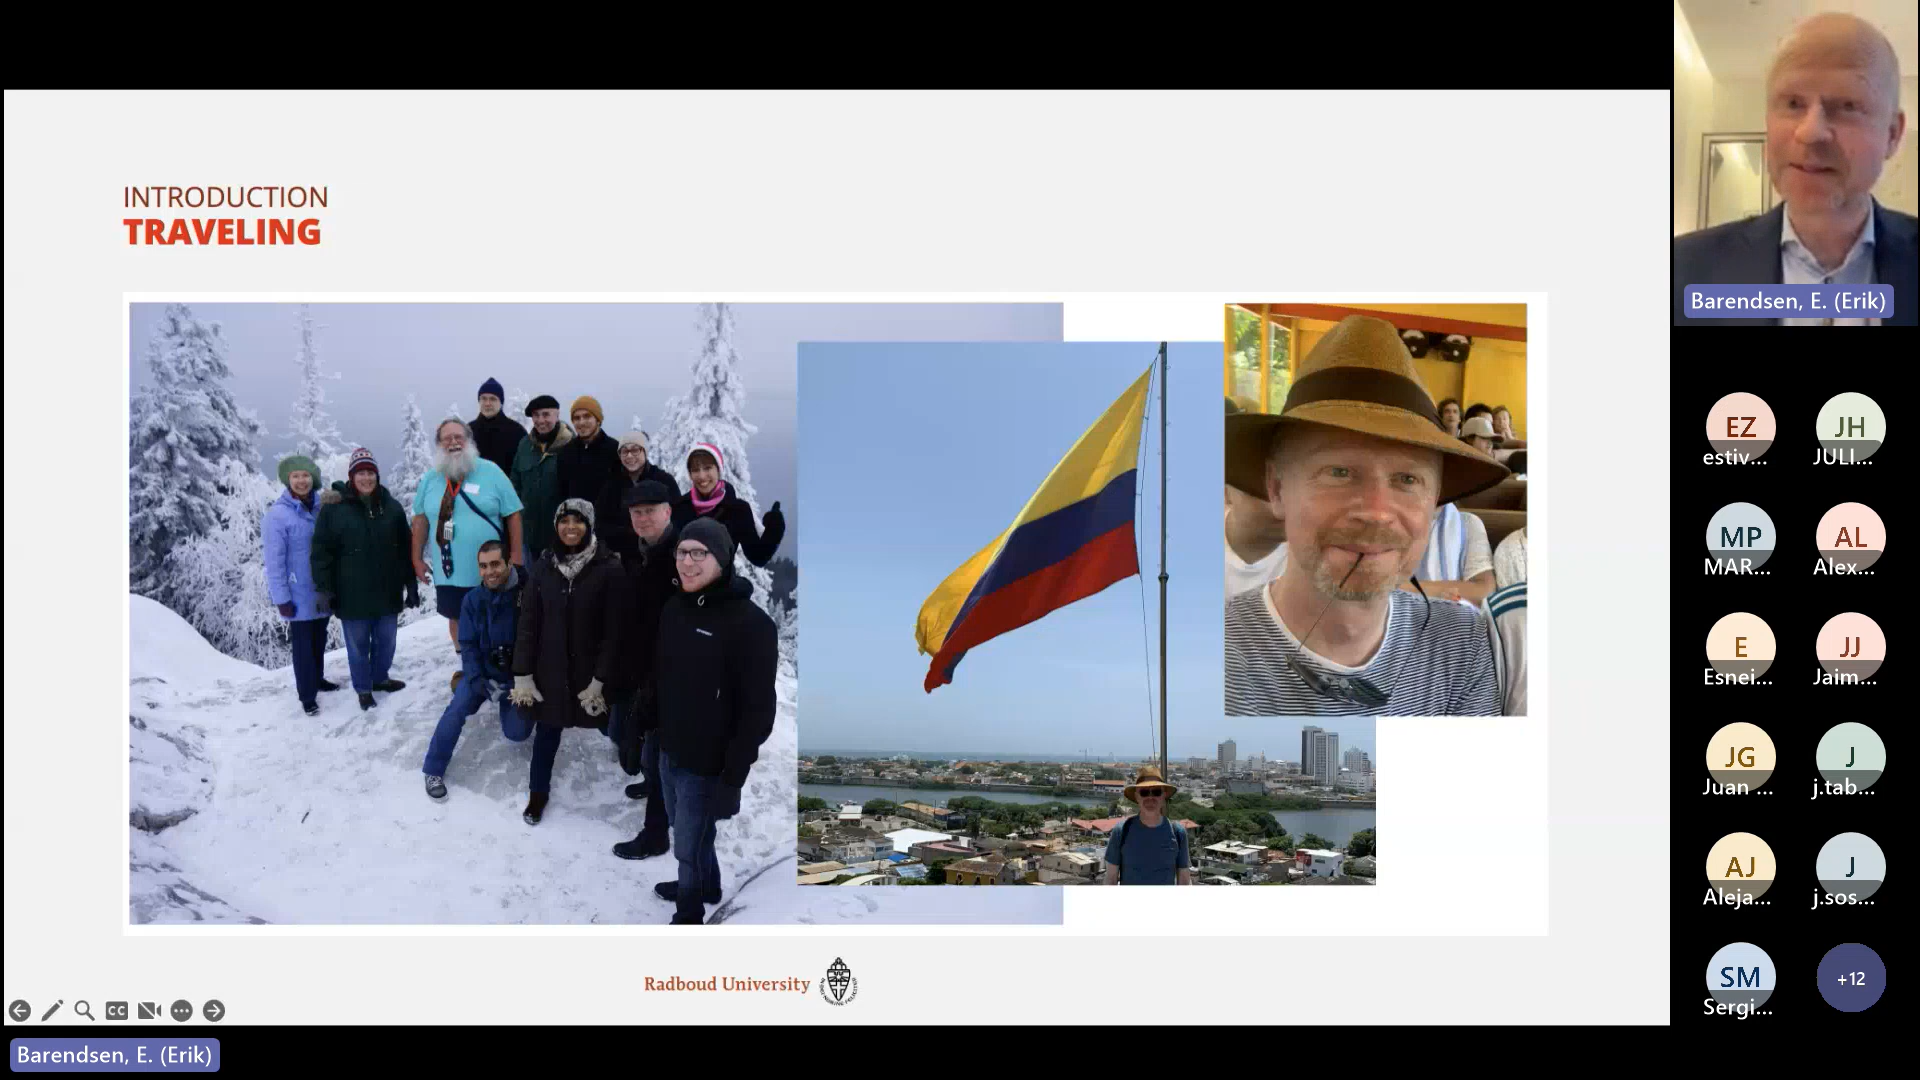 INTRODUCTION
TRAVELING
Radboud University
CC
Barendsen, E. (Erik)
Barendsen, E. (Erik)
EZ
estiv...
JH
JULI...
MP
MAR...
AL
Alex...
E
Esnei...
JJ
Jaim...
JG
Juan ...
J
j.tab...
AJ
Aleja...
J
j.sos...
SM
Sergi...
+12